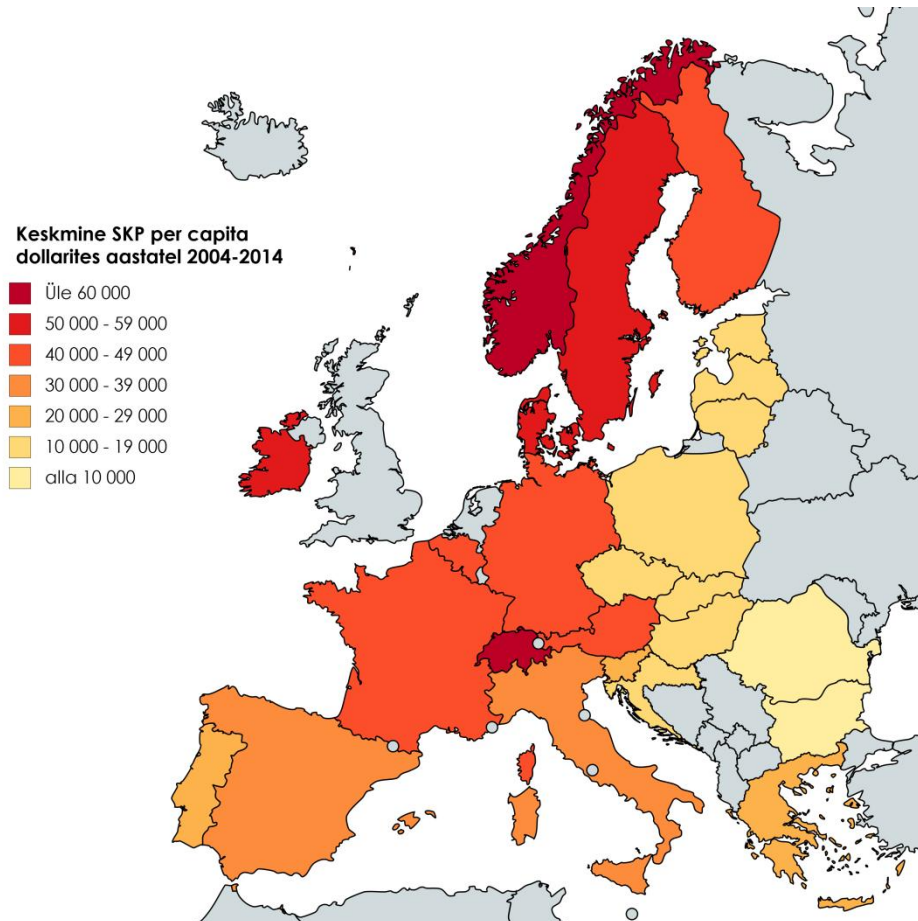 Keskmine SKP per capita
dollarites aastatel 2004-2014
Üle 60 000
50 000 - 59 000
40 000 - 49 000
30 000 - 39 000
20 000 - 29 000
10 000 - 19 000
alla 10 000